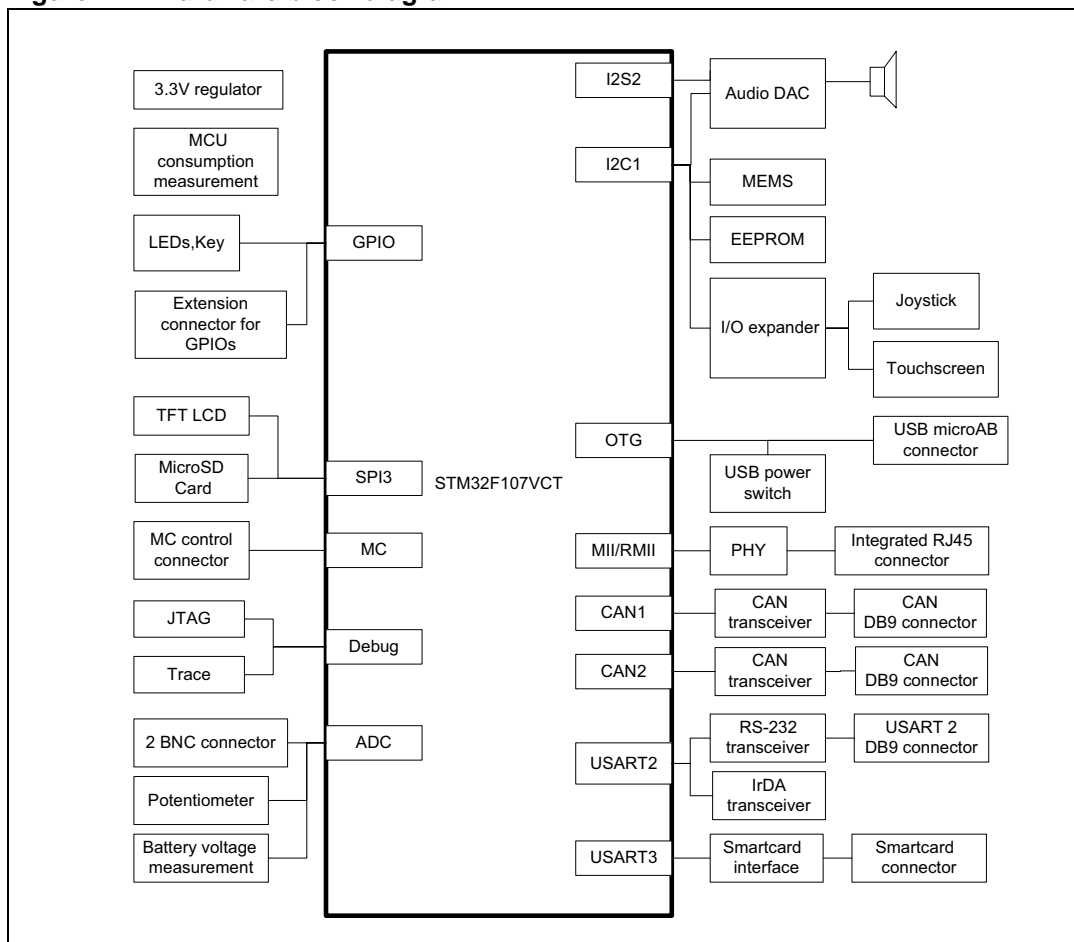 3.3V regulator
MCU
consumption
measurement
LEDs,Key
Extension
connector for
GPIOs
TFT LCD
MicroSD
Card
MC control
connector
JTAG
Trace
2 BNC connector
Potentiometer
Battery voltage
measurement
GPIO
SPI3
MC
Debug
ADC
STM32F107VCT
I2S2
I2C1
OTG
MII/RMII
CAN1
CAN2
USART2
USART3
Audio DAC
MEMS
EEPROM
I/O expander
Joystick
Touchscreen
USB microAB
connector
USB power
switch
PHY
Integrated RJ45
connector
CAN
transceiver
CAN
DB9 connector
CAN
transceiver
CAN
DB9 connector
RS-232
transceiver
USART 2
DB9 connector
IrDA
transceiver
Smartcard
interface
Smartcard
connector